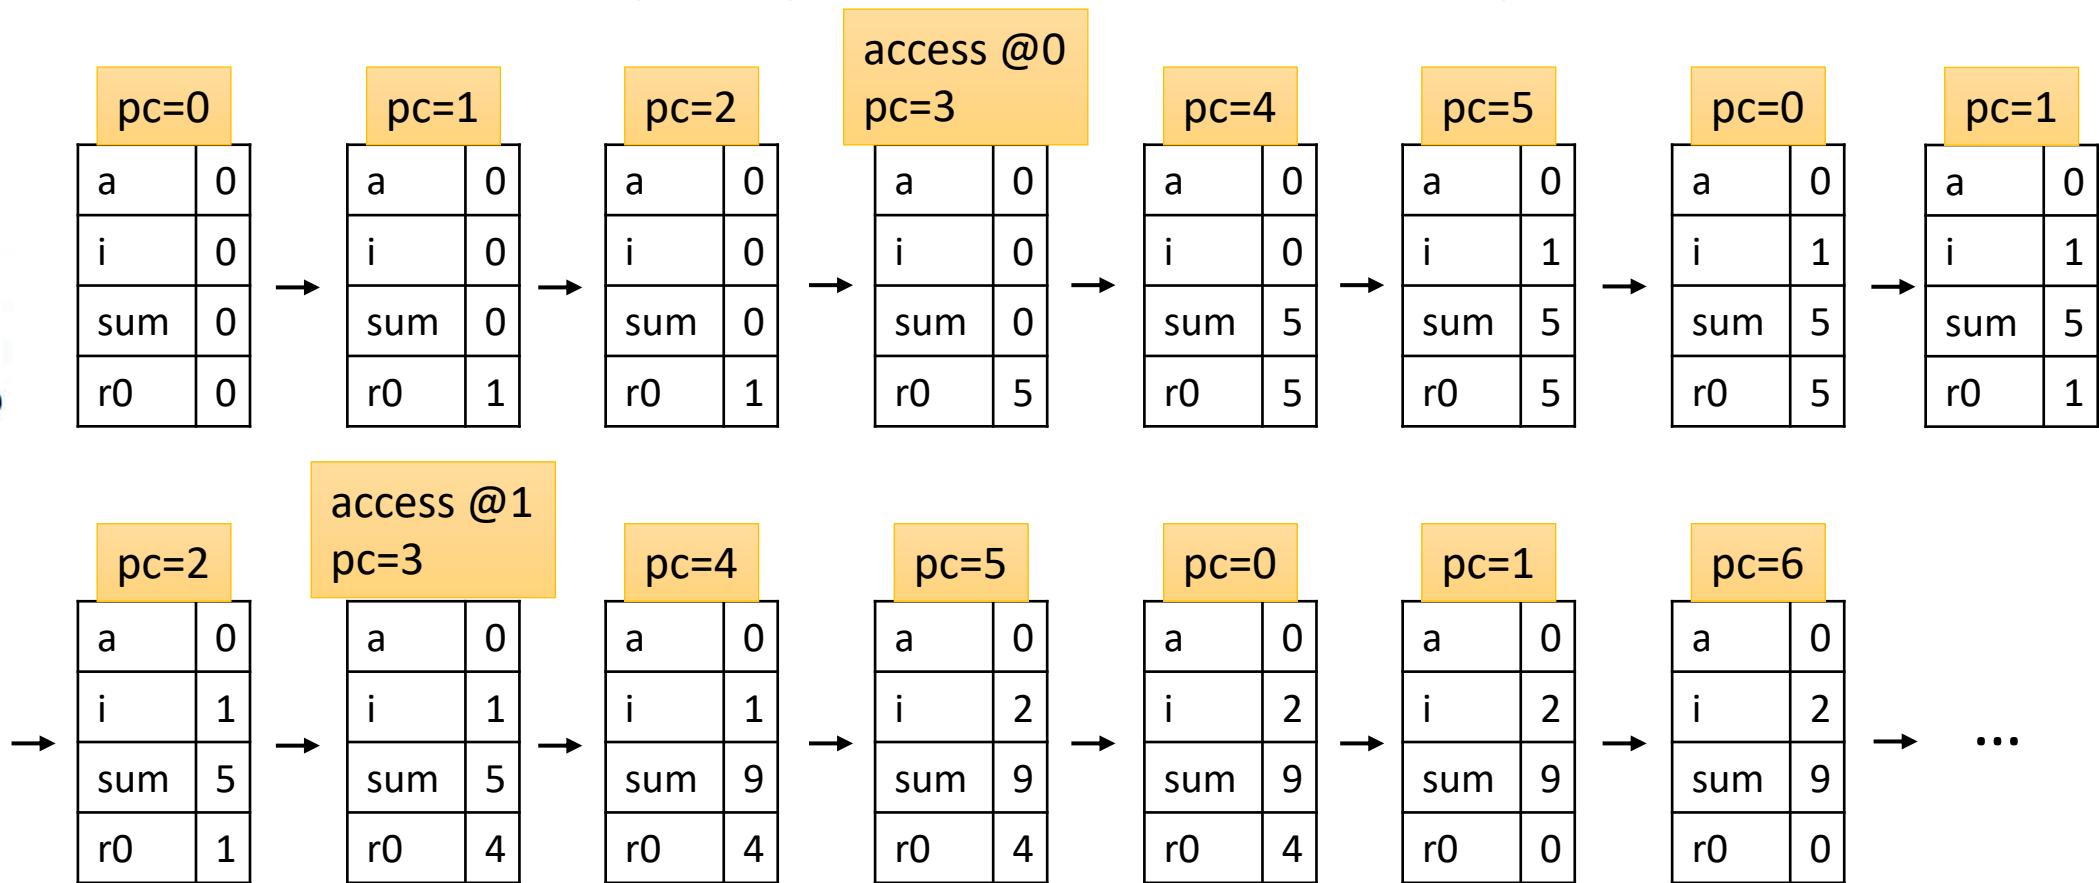 access @0
pc=0 pc=1 pc=2 pc=3 pc=4 pc=5 pc=0 pc=1
a 0 a 0 a 0 a 0 a 0 a 0 a 0 a 0
i 0 i 0 i 0 i 0 i 0 i 1 i 1 i 1
sum 0 sum 0 sum 0 sum 0 sum 5 sum 5 sum 5 sum 5
r0 0 r0 1 r0 1 r0 5 r0 5 r0 5 r0 5 r0 1
access @1
pc=2 pc=3 pc=4 pc=5 pc=0 pc=1 pc=6
a 0 a 0 a 0 a 0 a 0 a 0 a 0
i 1 i 1 i 1 i 2 i 2 i 2 i 2
sum 5 sum 5 sum 9 sum 9 sum 9 sum 9 sum 9 ...
r0 1 r0 4 r0 4 r0 4 r0 4 r0 0 r0 0